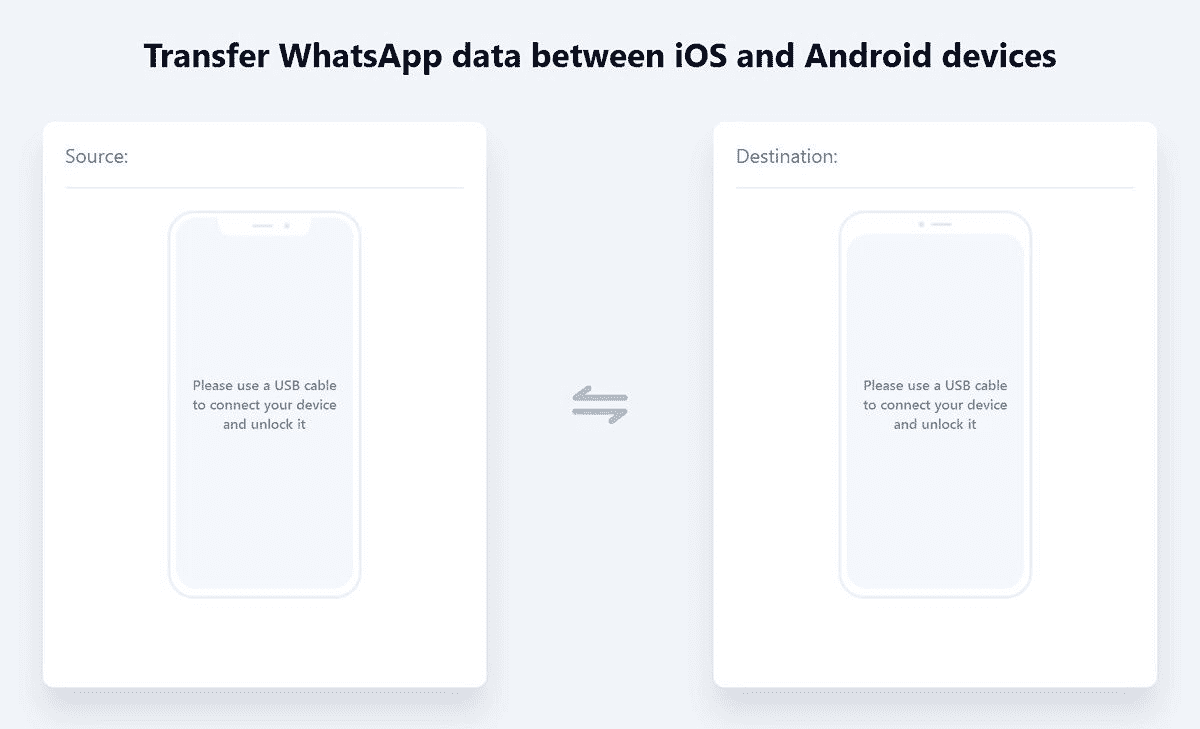 Transfer WhatsApp data between iOS and Android devices
Source:
Please use a USB cable
to connect your device
and unlock it
Destination:
Please use a USB cable
to connect your device
and unlock it